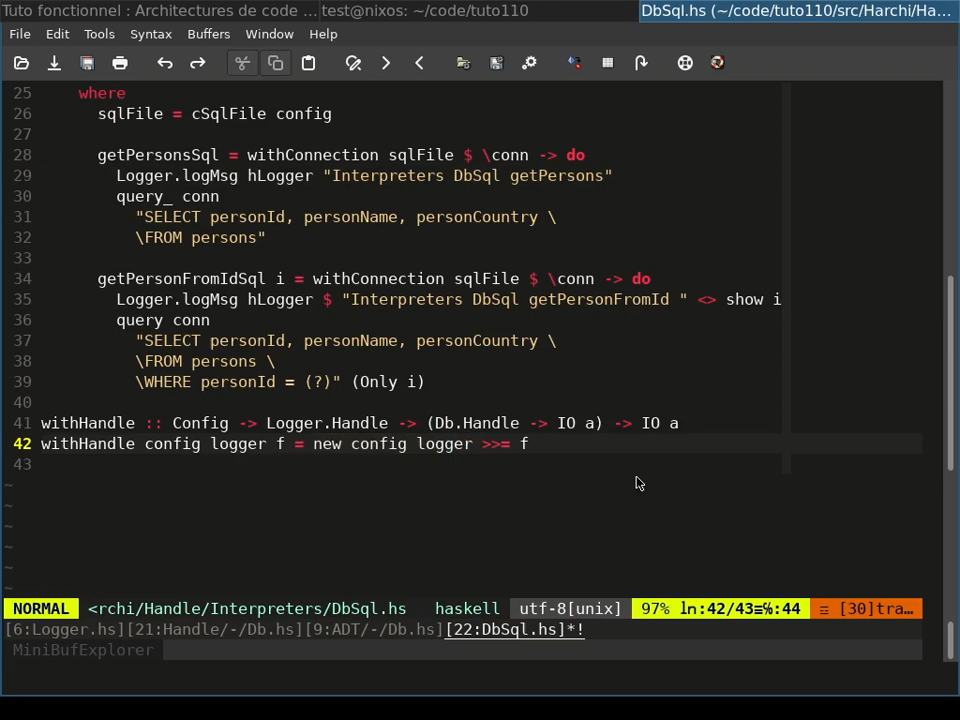 Tuto fonctionnel : Architectures de code ... test@nixos: ~/code/tuto110 DbSql.hs (~/code/tuto110/src/Harchi/Ha...
File Edit Tools Syntax Buffers Window Help
25 where
26 sqlFile = cSqlFile config
27
28 getPersonsSql = withConnection sqlFile $ \conn -> do
29 Logger.logMsg hLogger "Interpreters DbSql getPersons"
30 query_ conn
31 "SELECT personId, personName, personCountry \
32 \FROM persons"
33
34 getPersonFromIdSql i = withConnection sqlFile $ \conn -> do
35 Logger.logMsg hLogger $ "Interpreters DbSql getPersonFromId " <> show i
36 query conn
37 "SELECT personId, personName, personCountry \
38 \FROM persons \
39 \WHERE personId = (?)" (Only i)
40
41 withHandle :: Config -> Logger.Handle -> (Db.Handle -> IO a) -> IO a
42 withHandle config logger f = new config logger >>= f
43
~
~
~
~
~
~
NORMAL <rchi/Handle/Interpreters/DbSql.hs haskell utf-8[unix] 97% ln:42/43≡℅:44 ☲ [30]tra...
[6:Logger.hs][21:Handle/-/Db.hs][9:ADT/-/Db.hs][22:DbSql.hs]*!
MiniBufExplorer